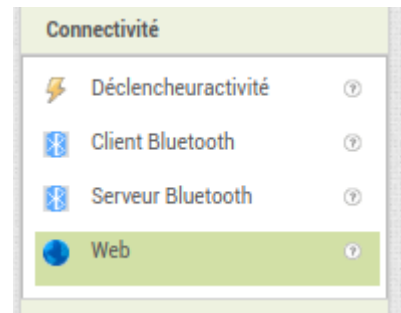 Connectivité
Déclencheuractivité
Client Bluetooth
Serveur Bluetooth
Web